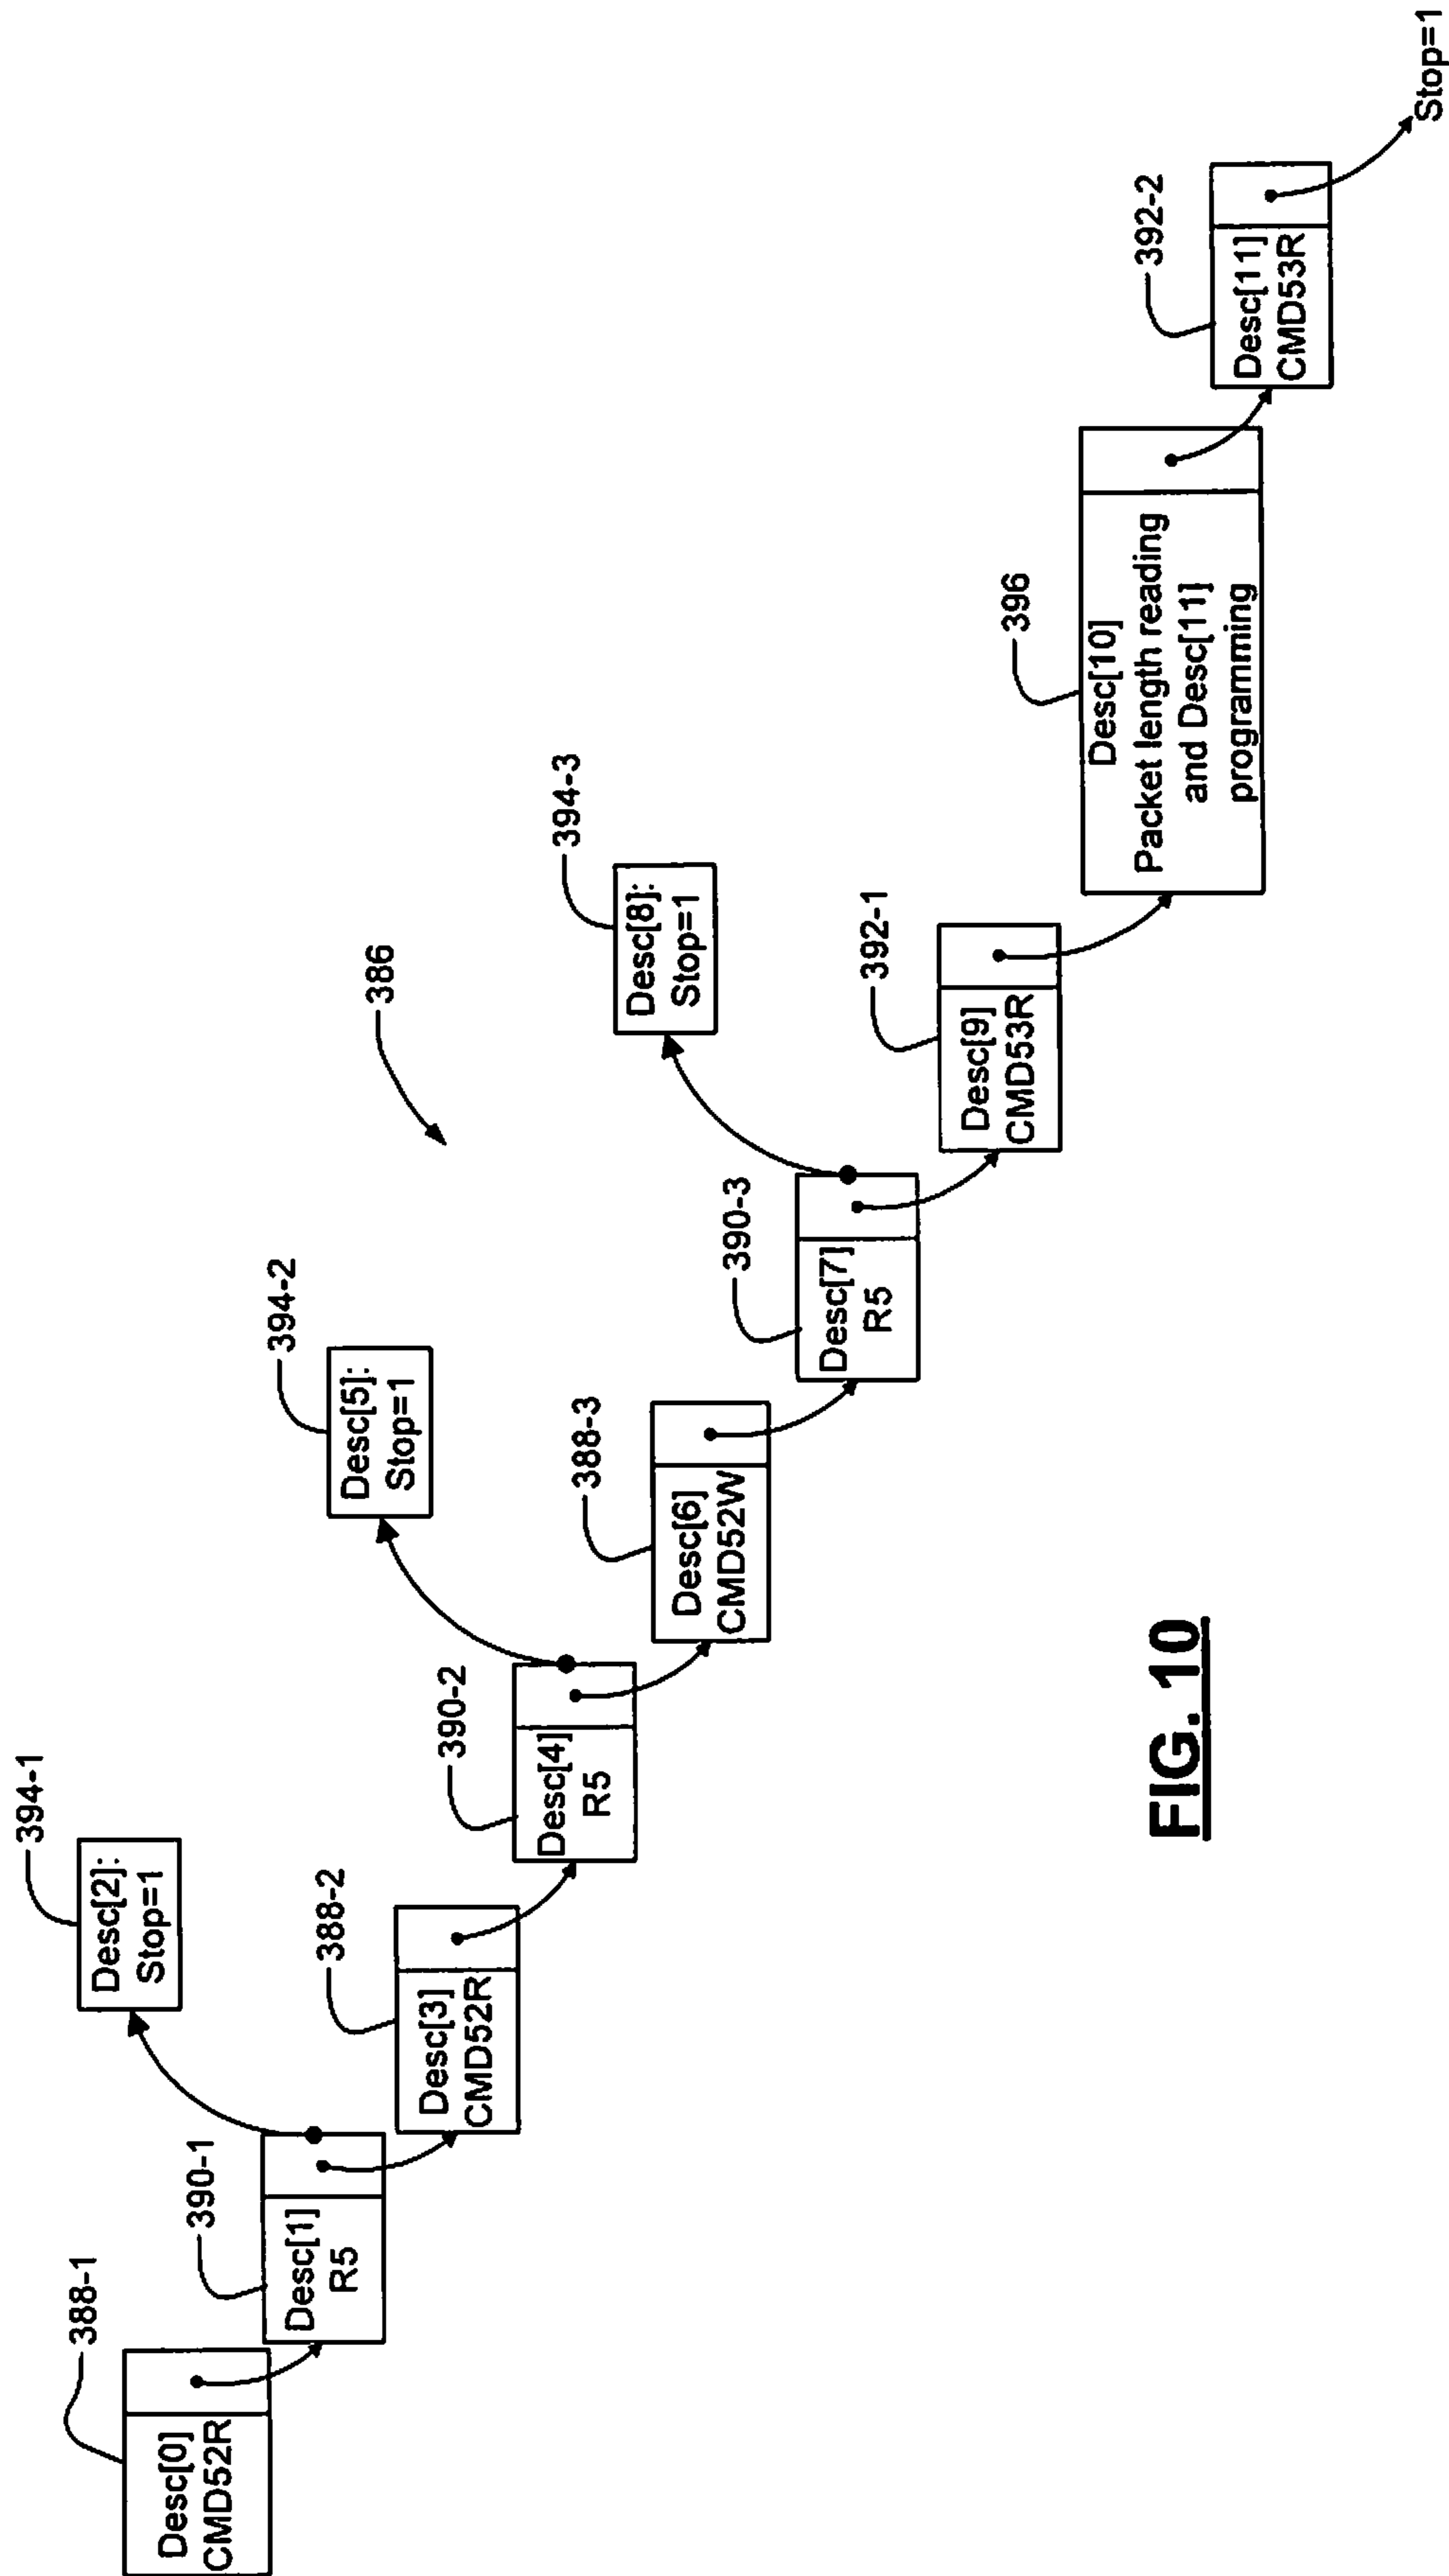 388-1
Desc[0]
CMD52R
390-1
Desc[1]
R5
394-1
Desc[2]:
Stop=1
388-2
Desc[3]
CMD52R
390-2
Desc[4]
R5
394-2
Desc[5]:
Stop=1
388-3
Desc[6]
CMD52W
390-3
Desc[7]
R5
386
394-3
Desc[8]:
Stop=1
392-1
Desc[9]
CMD53R
396
Desc[10]
Packet length reading
and Desc[11]
programming
392-2
Desc[11]
CMD53R
Stop=1
FIG. 10